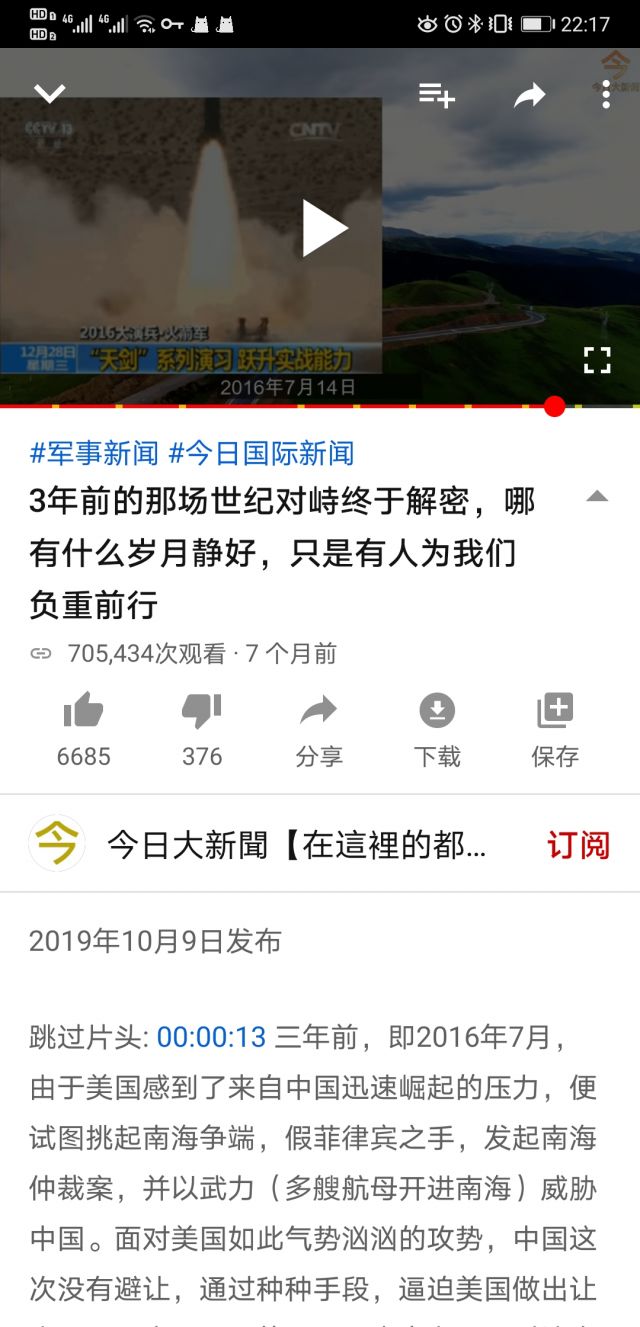 HD 1 4G 4G 22:17
HD 2
今日大新闻
CCTV 13
CNTV
2016大演兵·火箭军
12月28日
星期三
“天剑”系列演习 跃升实战能力
2016年7月14日
#军事新闻 #今日国际新闻
3年前的那场世纪对峙终于解密，哪
有什么岁月静好，只是有人为我们
负重前行
705,434次观看 · 7 个月前
6685
376
分享
下载
保存
今
今日大新聞【在這裡的都...
订阅
2019年10月9日发布
跳过片头: 00:00:13 三年前，即2016年7月，
由于美国感到了来自中国迅速崛起的压力，便
试图挑起南海争端，假菲律宾之手，发起南海
仲裁案，并以武力（多艘航母开进南海）威胁
中国。面对美国如此气势汹汹的攻势，中国这
次没有避让，通过种种手段，逼迫美国做出让